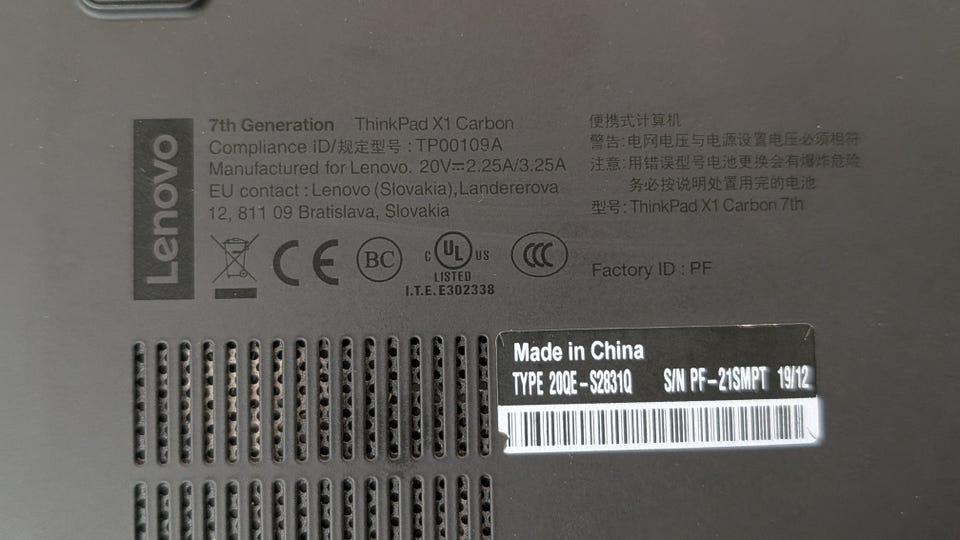 Lenovo
7th Generation ThinkPad X1 Carbon
Compliance ID/规定型号 : TP00109A
Manufactured for Lenovo. 20V⎓2.25A/3.25A
EU contact : Lenovo (Slovakia), Landererova
12, 811 09 Bratislava, Slovakia
CE
BC
C UL US
LISTED
I.T.E. E302338
CCC
便携式计算机
警告: 电网电压与电源设置电压必须相符
注意: 用错误型号电池更换会有爆炸危险
务必按说明处置用完的电池
型号: ThinkPad X1 Carbon 7th
Factory ID : PF
Made in China
TYPE 20QE-S2831Q S/N PF-21SMPT 19/12